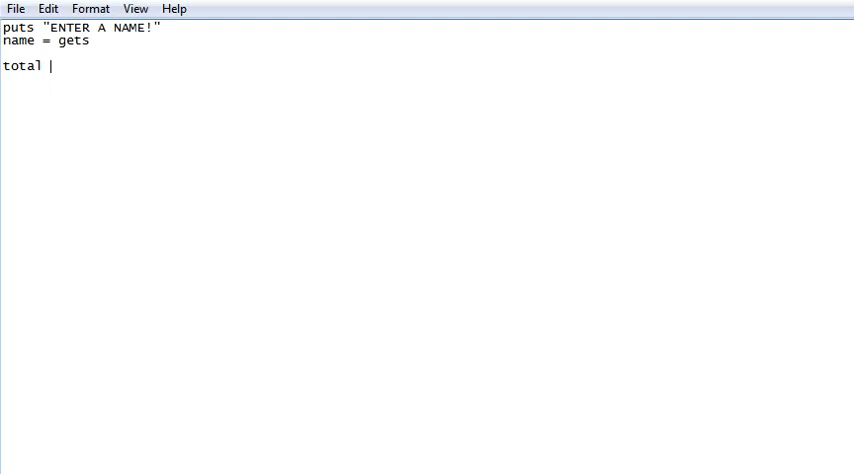 File Edit Format View Help
puts "ENTER A NAME!"
name = gets
total